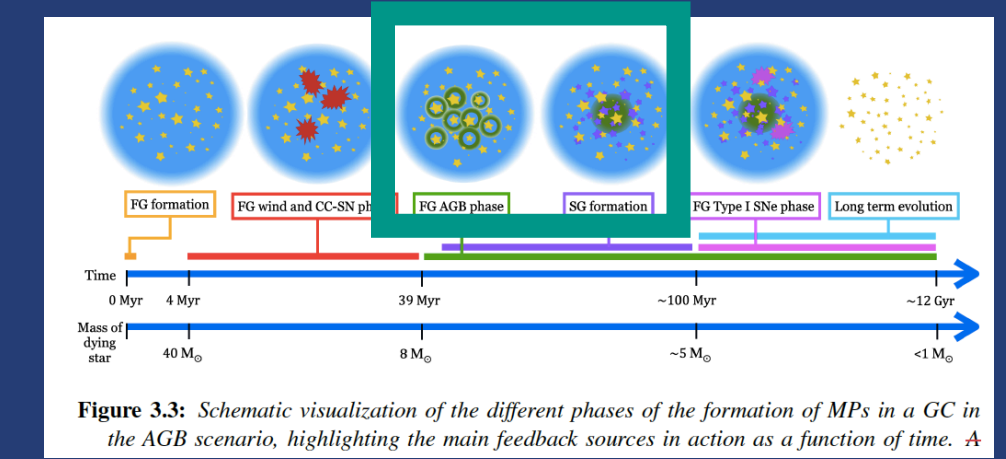 FG formation
FG wind and CC-SN ph
FG AGB phase
SG formation
FG Type I SNe phase
Long term evolution
Time
0 Myr 4 Myr 39 Myr ~100 Myr ~12 Gyr
Mass of
dying
star
40 M⊙ 8 M⊙ ~5 M⊙ <1 M⊙
Figure 3.3: Schematic visualization of the different phases of the formation of MPs in a GC in
the AGB scenario, highlighting the main feedback sources in action as a function of time. A